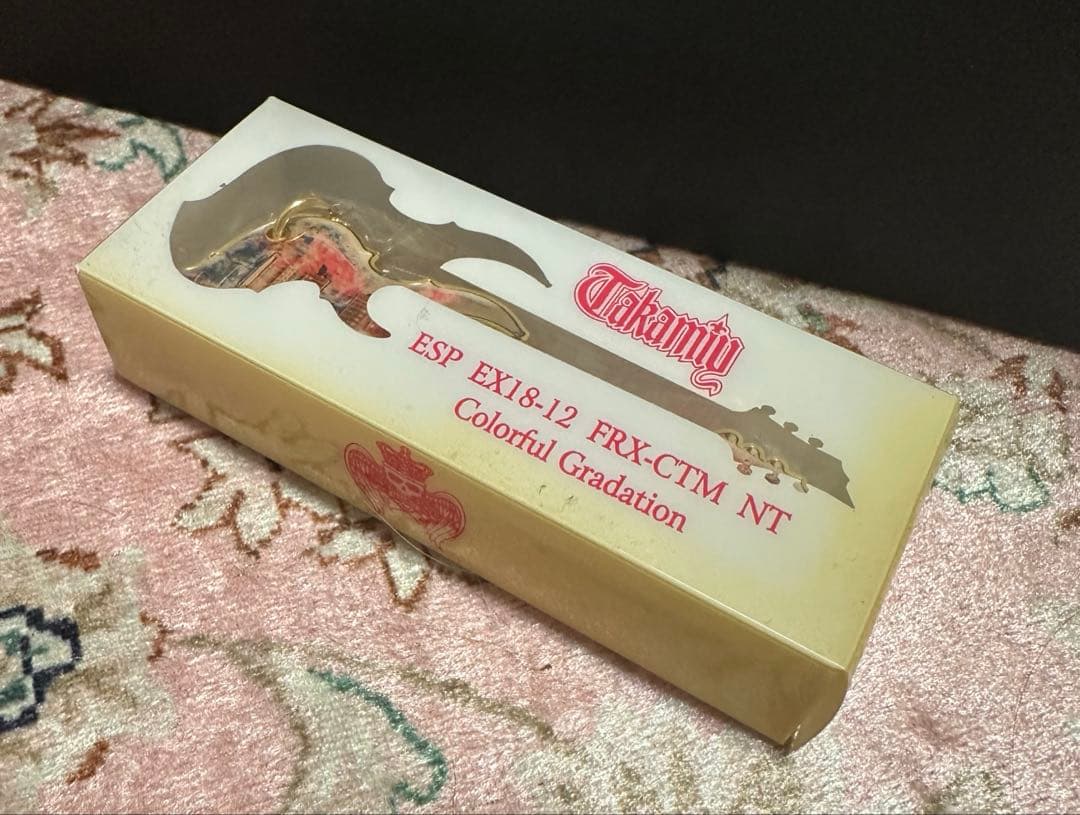 Takamiy
ESP EX18-12 FRX-CTM NT
Colorful Gradation